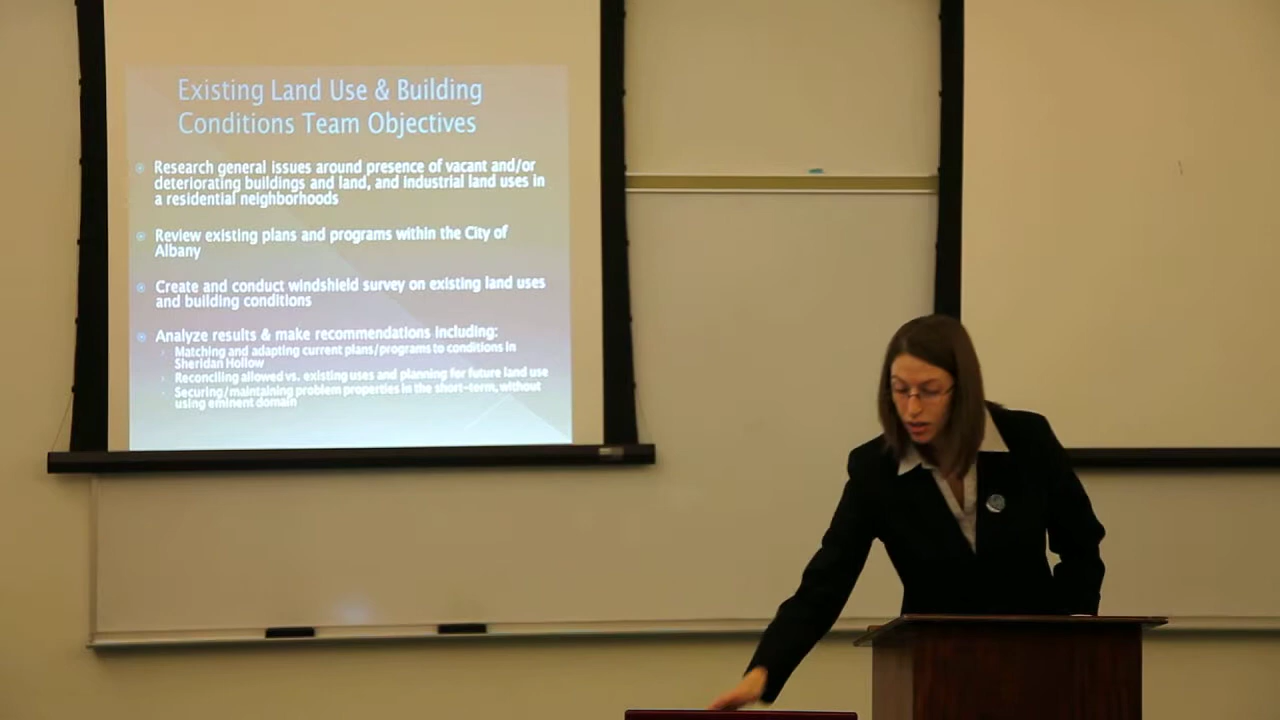 Existing Land Use & Building
Conditions Team Objectives
Research general issues around presence of vacant and/or
deteriorating buildings and land, and industrial land uses in
a residential neighborhoods
Review existing plans and programs within the City of
Albany
Create and conduct windshield survey on existing land uses
and building conditions
Analyze results & make recommendations including:
Matching and adapting current plans/programs to conditions in
Sheridan Hollow
Reconciling allowed vs. existing uses and planning for future land use
Securing/maintaining problem properties in the short-term, without
using eminent domain